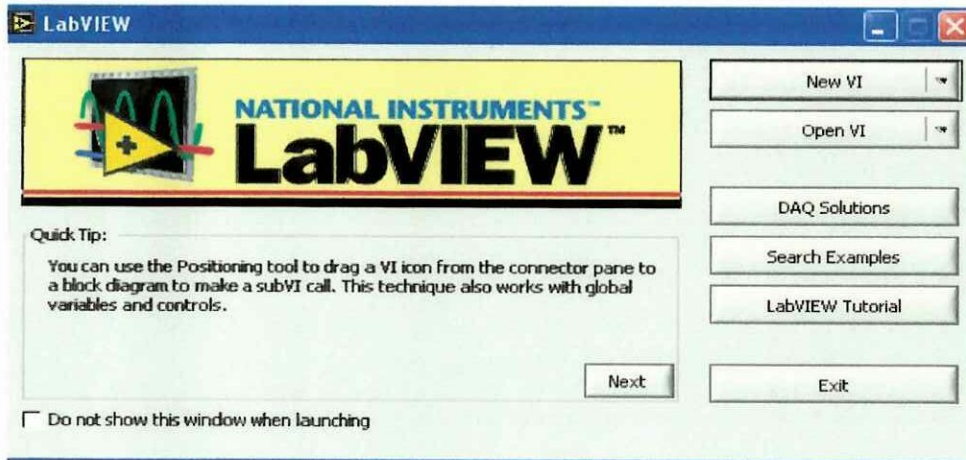 LabVIEW
NATIONAL INSTRUMENTS™
LabVIEW™
New VI
Open VI
DAQ Solutions
Search Examples
LabVIEW Tutorial
Exit
Quick Tip:
You can use the Positioning tool to drag a VI icon from the connector pane to
a block diagram to make a subVI call. This technique also works with global
variables and controls.
Next
Do not show this window when launching